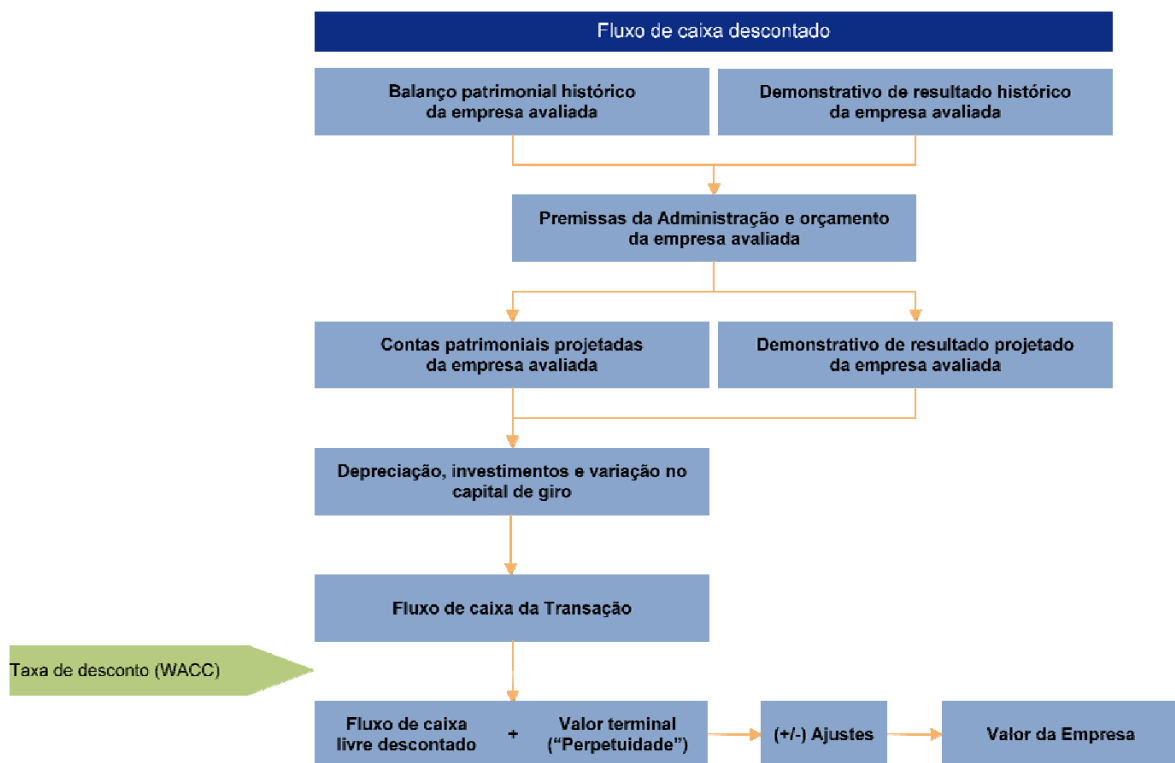 Fluxo de caixa descontado
Balanço patrimonial histórico
da empresa avaliada
Demonstrativo de resultado histórico
da empresa avaliada
Premissas da Administração e orçamento
da empresa avaliada
Contas patrimoniais projetadas
da empresa avaliada
Demonstrativo de resultado projetado
da empresa avaliada
Depreciação, investimentos e variação no
capital de giro
Fluxo de caixa da Transação
Taxa de desconto (WACC)
Fluxo de caixa
livre descontado
+
Valor terminal
(“Perpetuidade”)
(+/-) Ajustes
Valor da Empresa